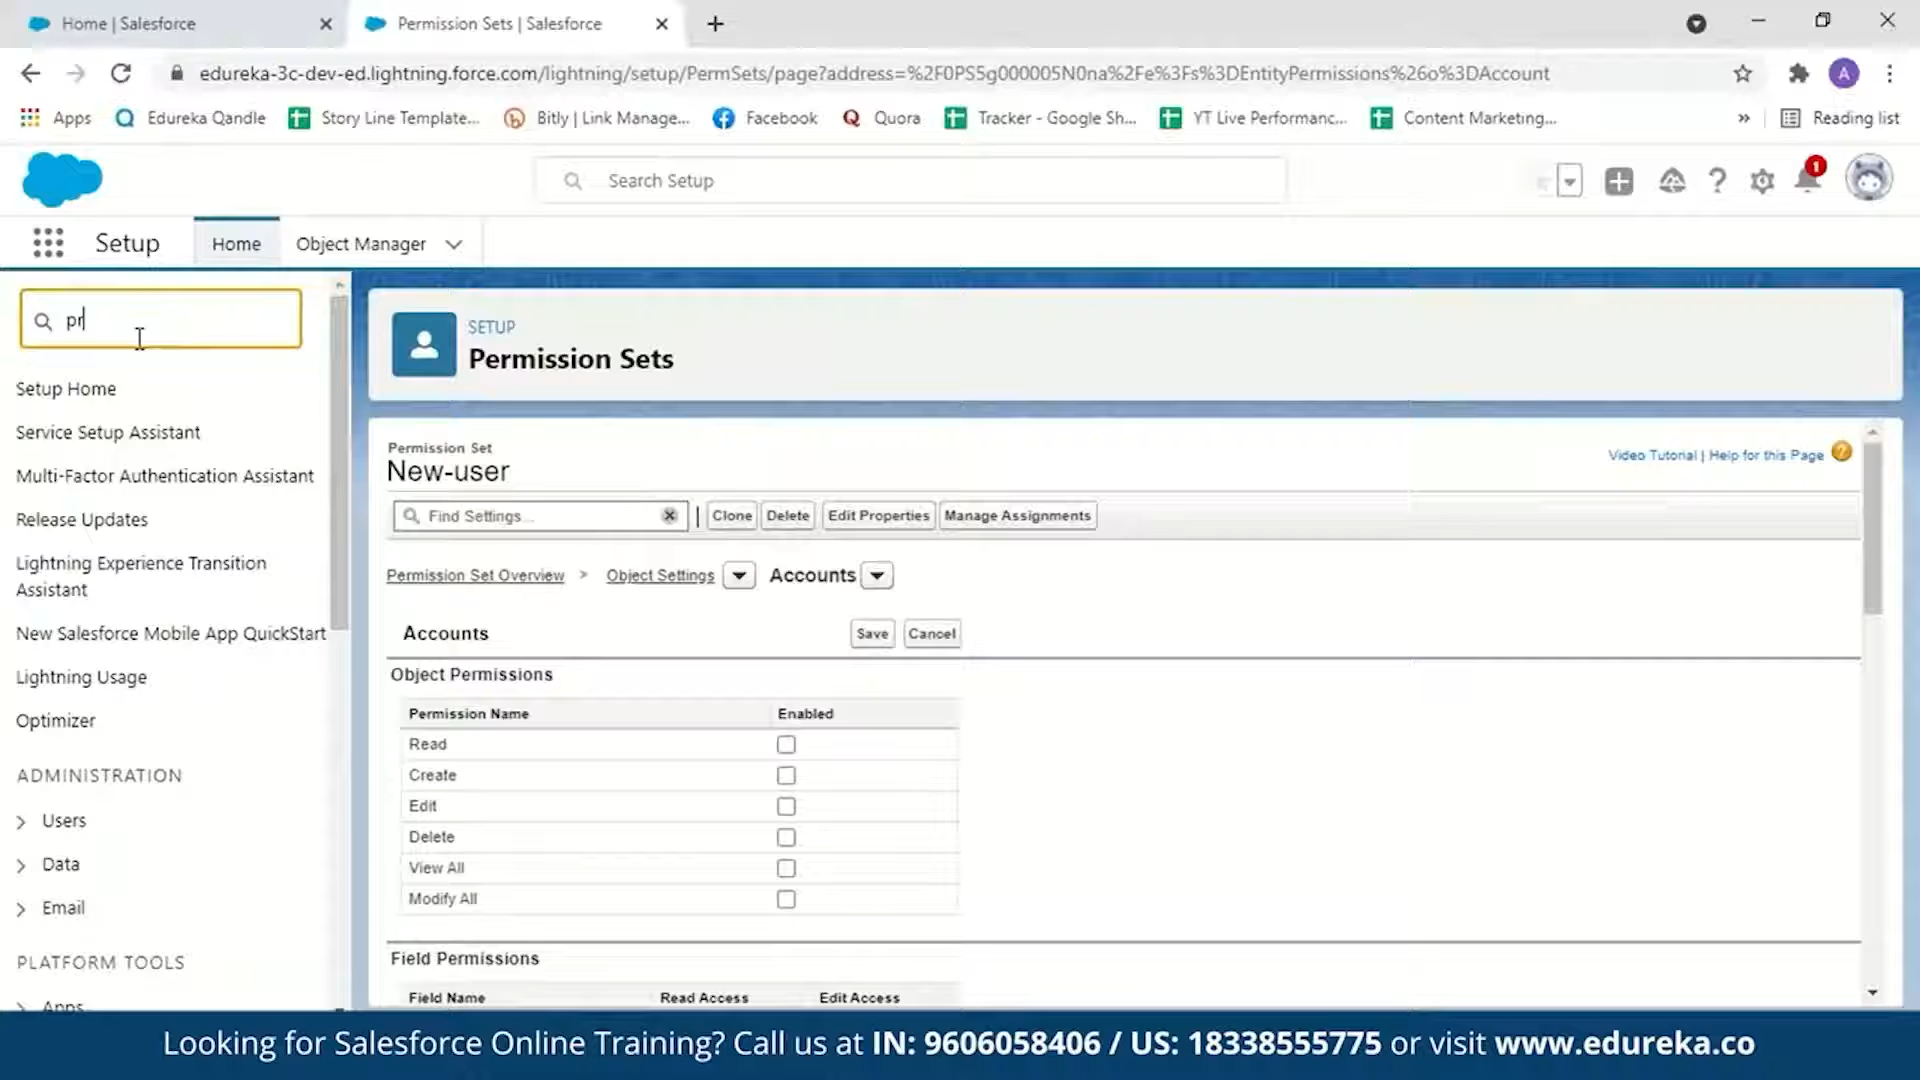 Home | Salesforce
Permission Sets | Salesforce
edureka-3c-dev-ed.lightning.force.com/lightning/setup/PermSets/page?address=%2F0PS5g000005N0na%2Fe%3Fs%3DEntityPermissions%26o%3DAccount
A
Apps
Edureka Qandle
Story Line Template...
Bitly | Link Manage...
Facebook
Quora
Tracker - Google Sh...
YT Live Performanc...
Content Marketing...
»
Reading list
Search Setup
1
Setup
Home
Object Manager
pr
Setup Home
Service Setup Assistant
Multi-Factor Authentication Assistant
Release Updates
Lightning Experience Transition
Assistant
New Salesforce Mobile App QuickStart
Lightning Usage
Optimizer
ADMINISTRATION
Users
Data
Email
PLATFORM TOOLS
Apps
SETUP
Permission Sets
Permission Set
New-user
Video Tutorial | Help for this Page
Find Settings...
| Clone Delete Edit Properties Manage Assignments
Permission Set Overview > Object Settings Accounts
Accounts Save Cancel
Object Permissions
Permission Name Enabled
Read
Create
Edit
Delete
View All
Modify All
Field Permissions
Field Name Read Access Edit Access
Looking for Salesforce Online Training? Call us at IN: 9606058406 / US: 18338555775 or visit www.edureka.co